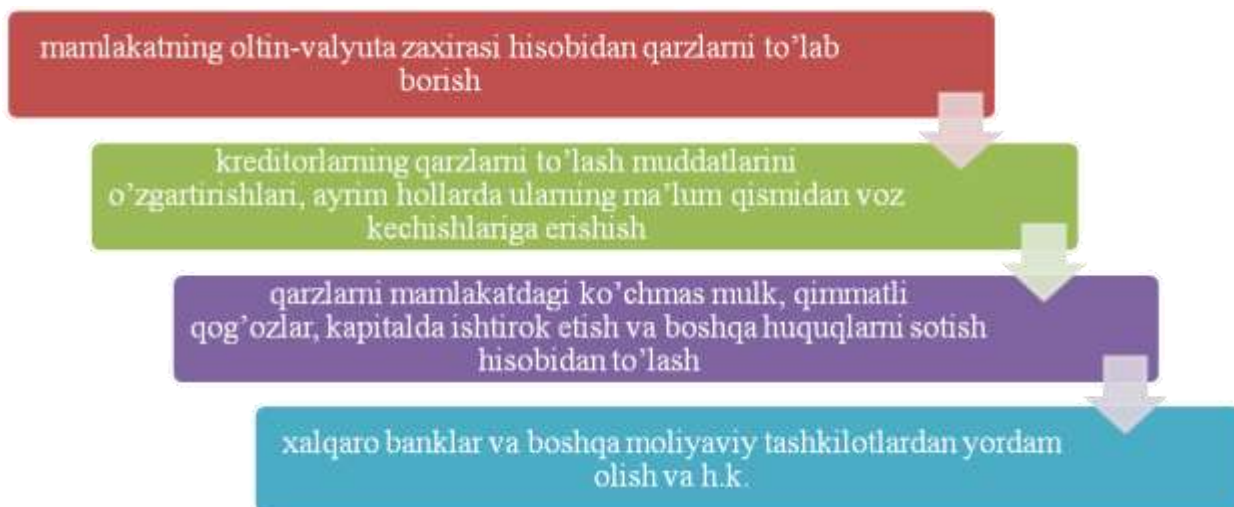 mamlakatning oltin-valyuta zaxirasi hisobidan qarzlarni to’lab
borish
kreditorlarning qarzlarni to’lash muddatlarini
o’zgartirishlari, ayrim hollarda ularning ma’lum qismidan voz
kechishlariga erishish
qarzlarni mamlakatdagi ko’chmas mulk, qimmatli
qog’ozlar, kapitalda ishtirok etish va boshqa huquqlarni sotish
hisobidan to’lash
xalqaro banklar va boshqa moliyaviy tashkilotlardan yordam
olish va h.k.